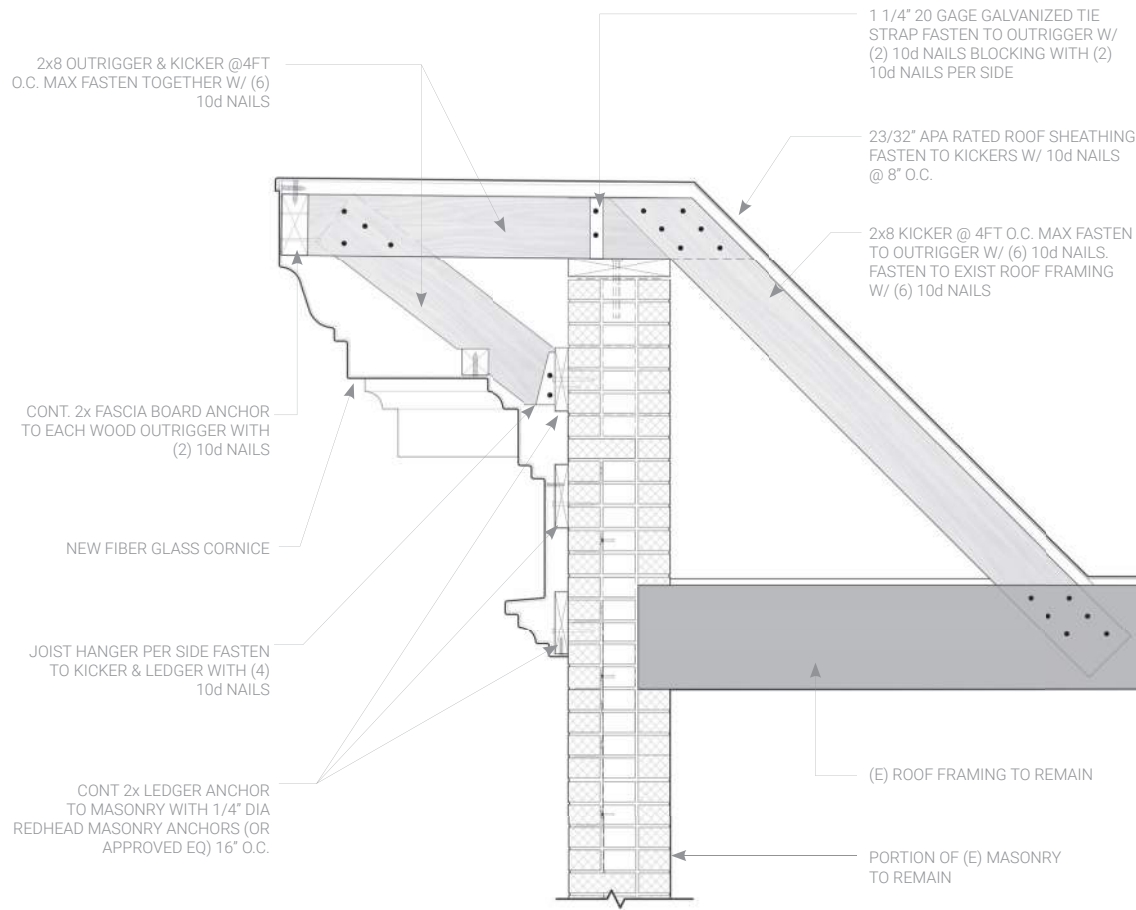 2x8 OUTRIGGER & KICKER @4FT
O.C. MAX FASTEN TOGETHER W/ (6)
10d NAILS
CONT. 2x FASCIA BOARD ANCHOR
TO EACH WOOD OUTRIGGER WITH
(2) 10d NAILS
NEW FIBER GLASS CORNICE
JOIST HANGER PER SIDE FASTEN
TO KICKER & LEDGER WITH (4)
10d NAILS
CONT 2x LEDGER ANCHOR
TO MASONRY WITH 1/4” DIA
REDHEAD MASONRY ANCHORS (OR
APPROVED EQ) 16” O.C.
1 1/4” 20 GAGE GALVANIZED TIE
STRAP FASTEN TO OUTRIGGER W/
(2) 10d NAILS BLOCKING WITH (2)
10d NAILS PER SIDE
23/32” APA RATED ROOF SHEATHING
FASTEN TO KICKERS W/ 10d NAILS
@ 8” O.C.
2x8 KICKER @ 4FT O.C. MAX FASTEN
TO OUTRIGGER W/ (6) 10d NAILS.
FASTEN TO EXIST ROOF FRAMING
W/ (6) 10d NAILS
(E) ROOF FRAMING TO REMAIN
PORTION OF (E) MASONRY
TO REMAIN